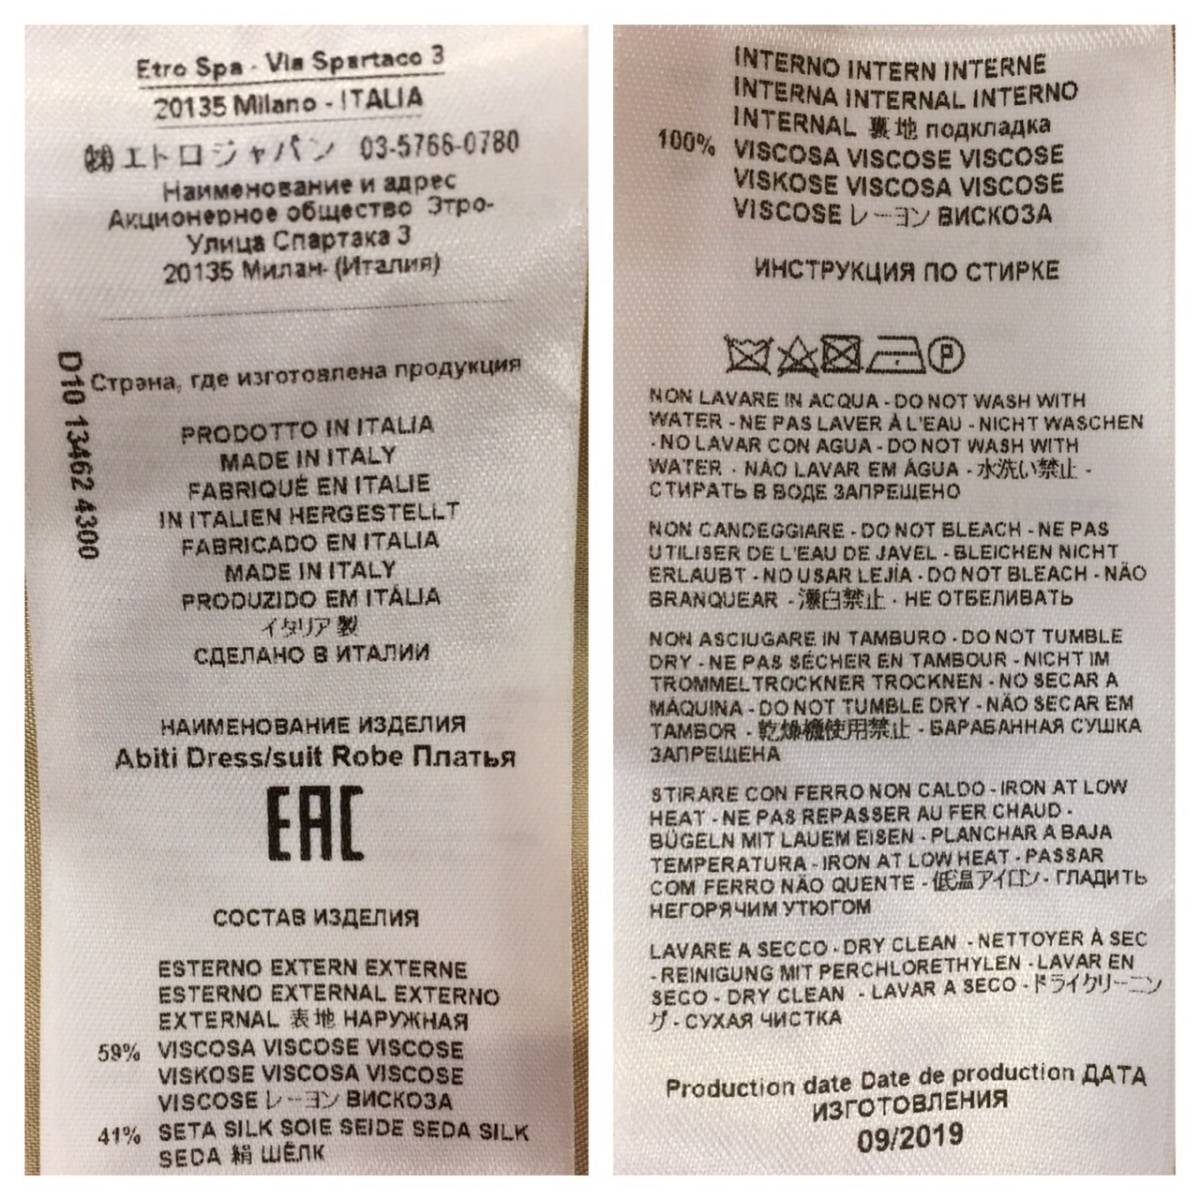 Etro Spa - Via Spartaco 3
20135 Milano - ITALIA
㈱エトロジャパン 03-5766-0780
Наименование и адрес
Акционерное общество Этро-
Улица Спартака 3
20135 Милан- (Италия)
D10 13462 4300
Страна, где изготовлена продукция
PRODOTTO IN ITALIA
MADE IN ITALY
FABRIQUÉ EN ITALIE
IN ITALIEN HERGESTELLT
FABRICADO EN ITALIA
MADE IN ITALY
PRODUZIDO EM ITÁLIA
イタリア製
СДЕЛАНО В ИТАЛИИ
НАИМЕНОВАНИЕ ИЗДЕЛИЯ
Abiti Dress/suit Robe Платья
EAC
СОСТАВ ИЗДЕЛИЯ
ESTERNO EXTERN EXTERNE
ESTERNO EXTERNAL EXTERNO
EXTERNAL 表地 НАРУЖНАЯ
59% VISCOSA VISCOSE VISCOSE
VISKOSE VISCOSA VISCOSE
VISCOSE レーヨン ВИСКОЗА
41% SETA SILK SOIE SEIDE SEDA SILK
SEDA 絹 ШЁЛК
INTERNO INTERN INTERNE
INTERNA INTERNAL INTERNO
INTERNAL 裏地 подкладка
100% VISCOSA VISCOSE VISCOSE
VISKOSE VISCOSA VISCOSE
VISCOSE レーヨン ВИСКОЗА
ИНСТРУКЦИЯ ПО СТИРКЕ
P
NON LAVARE IN ACQUA - DO NOT WASH WITH
WATER - NE PAS LAVER À L'EAU - NICHT WASCHEN
- NO LAVAR CON AGUA - DO NOT WASH WITH
WATER - NÃO LAVAR EM ÁGUA - 水洗い禁止 -
СТИРАТЬ В ВОДЕ ЗАПРЕЩЕНО
NON CANDEGGIARE - DO NOT BLEACH - NE PAS
UTILISER DE L'EAU DE JAVEL - BLEICHEN NICHT
ERLAUBT - NO USAR LEJÍA - DO NOT BLEACH - NÃO
BRANQUEAR - 漂白禁止 - НЕ ОТБЕЛИВАТЬ
NON ASCIUGARE IN TAMBURO - DO NOT TUMBLE
DRY - NE PAS SÉCHER EN TAMBOUR - NICHT IM
TROMMELTROCKNER TROCKNEN - NO SECAR A
MÁQUINA - DO NOT TUMBLE DRY - NÃO SECAR EM
TAMBOR - 乾燥機使用禁止 - БАРАБАННАЯ СУШКА
ЗАПРЕЩЕНА
STIRARE CON FERRO NON CALDO - IRON AT LOW
HEAT - NE PAS REPASSER AU FER CHAUD -
BÜGELN MIT LAUEM EISEN - PLANCHAR A BAJA
TEMPERATURA - IRON AT LOW HEAT - PASSAR
COM FERRO NÃO QUENTE - 低温アイロン - ГЛАДИТЬ
НЕГОРЯЧИМ УТЮГОМ
LAVARE A SECCO - DRY CLEAN - NETTOYER À SEC
- REINIGUNG MIT PERCHLORETHYLEN - LAVAR EN
SECO - DRY CLEAN - LAVAR A SECO - ドライクリーニン
グ - СУХАЯ ЧИСТКА
Production date Date de production ДАТА
ИЗГОТОВЛЕНИЯ
09/2019